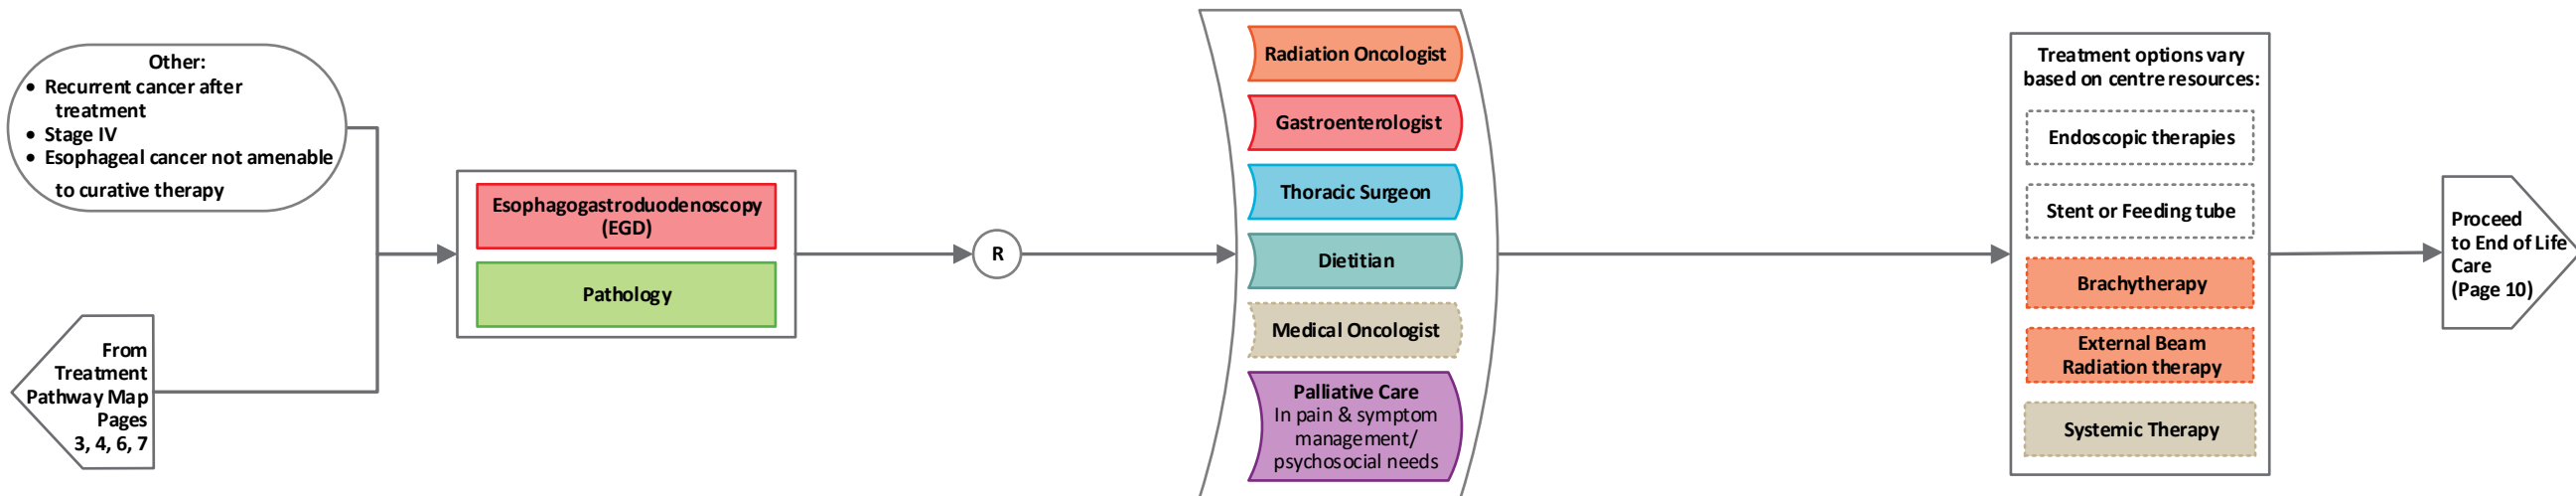 Other:
• Recurrent cancer after
treatment
• Stage IV
• Esophageal cancer not amenable
to curative therapy
From
Treatment
Pathway Map
Pages
3, 4, 6, 7
Esophagogastroduodenoscopy
(EGD)
Pathology
R
Radiation Oncologist
Gastroenterologist
Thoracic Surgeon
Dietitian
Medical Oncologist
Palliative Care
In pain & symptom
management/
psychosocial needs
Treatment options vary
based on centre resources:
Endoscopic therapies
Stent or Feeding tube
Brachytherapy
External Beam
Radiation therapy
Systemic Therapy
Proceed
to End of Life
Care
(Page 10)